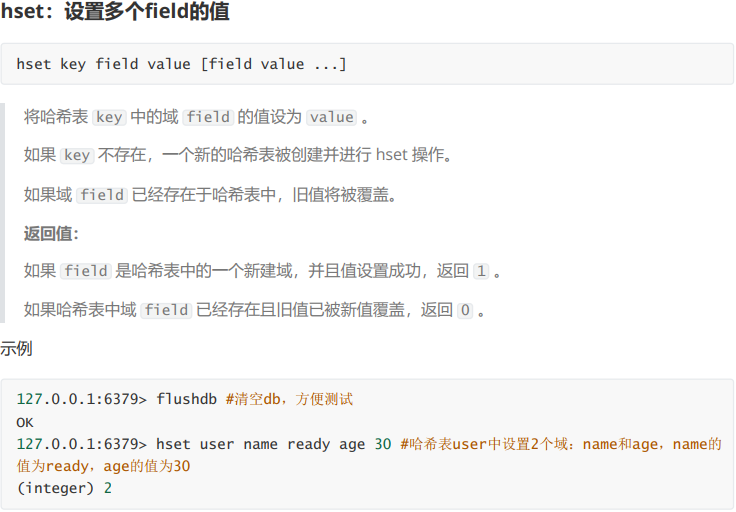 hset：设置多个field的值
hset key field value [field value ...]
将哈希表 key 中的域 field 的值设为 value 。
如果 key 不存在，一个新的哈希表被创建并进行 hset 操作。
如果域 field 已经存在于哈希表中，旧值将被覆盖。
返回值：
如果 field 是哈希表中的一个新建域，并且值设置成功，返回 1 。
如果哈希表中域 field 已经存在且旧值已被新值覆盖，返回 0 。
示例
127.0.0.1:6379> flushdb #清空db，方便测试
OK
127.0.0.1:6379> hset user name ready age 30 #哈希表user中设置2个域：name和age，name的
值为ready，age的值为30
(integer) 2